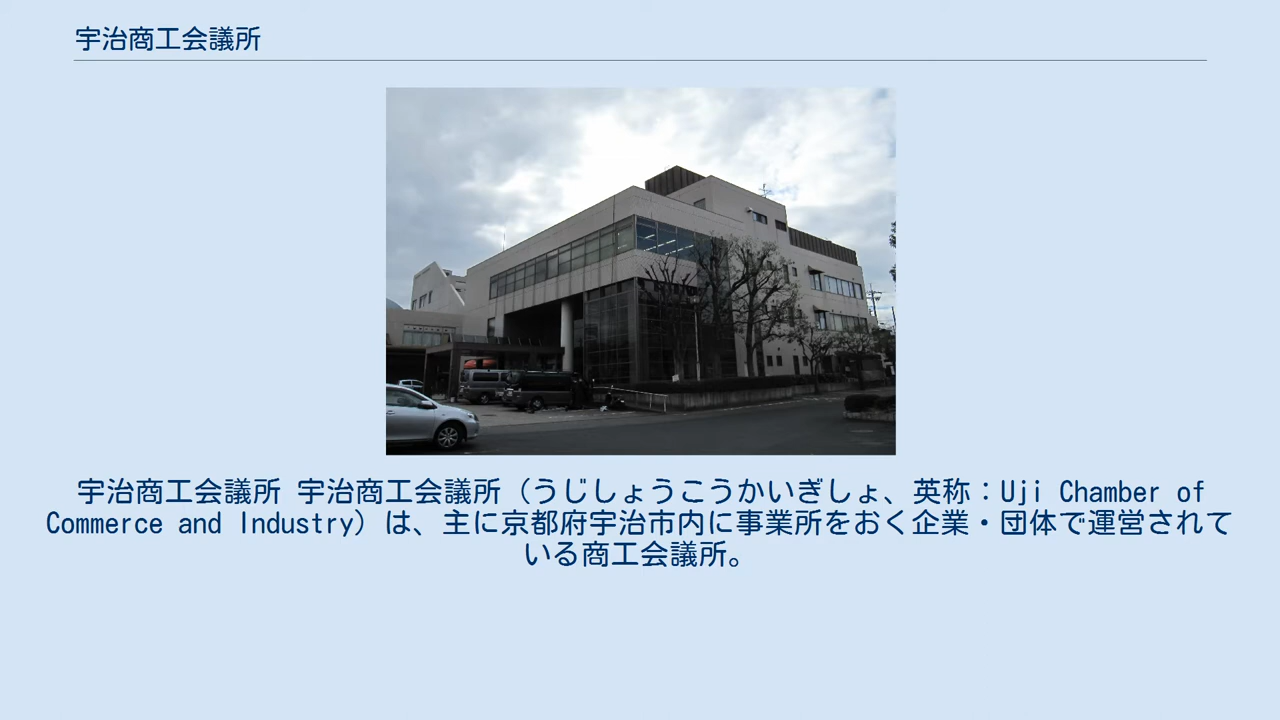 宇治商工会議所
宇治商工会議所 宇治商工会議所（うじしょうこうかいぎしょ、英称：Uji Chamber of
Commerce and Industry）は、主に京都府宇治市内に事業所をおく企業・団体で運営されて
いる商工会議所。